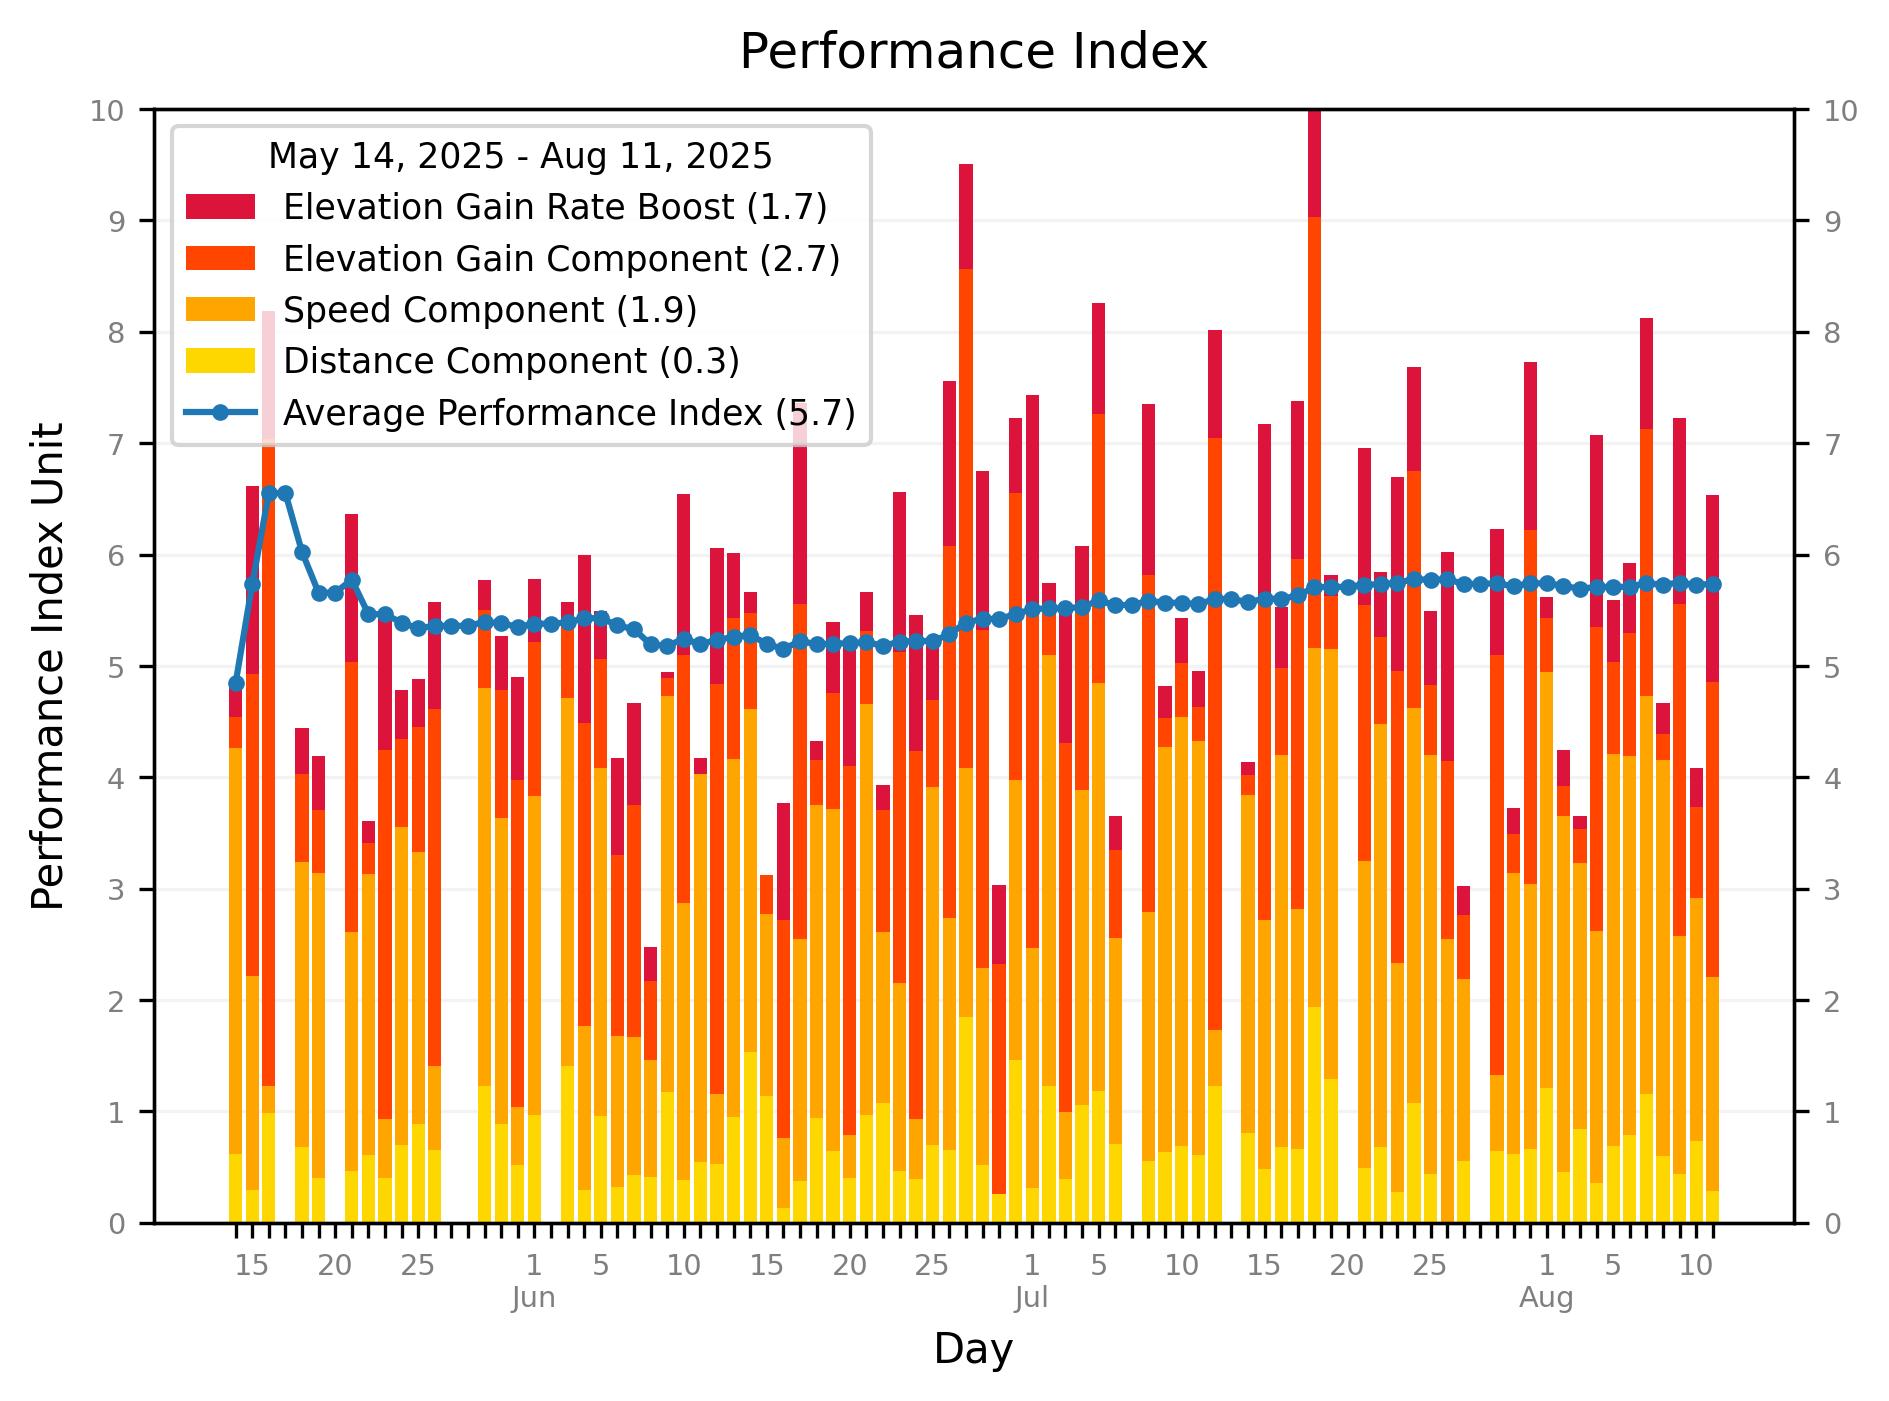 Performance Index
May 14, 2025 - Aug 11, 2025
Elevation Gain Rate Boost (1.7)
Elevation Gain Component (2.7)
Speed Component (1.9)
Distance Component (0.3)
Average Performance Index (5.7)
Performance Index Unit
10 10
9 9
8 8
7 7
6 6
5 5
4 4
3 3
2 2
1 1
0 0
15 20 25 1 5 10 15 20 25 1 5 10 15 20 25 1 5 10
Jun Jul Aug
Day